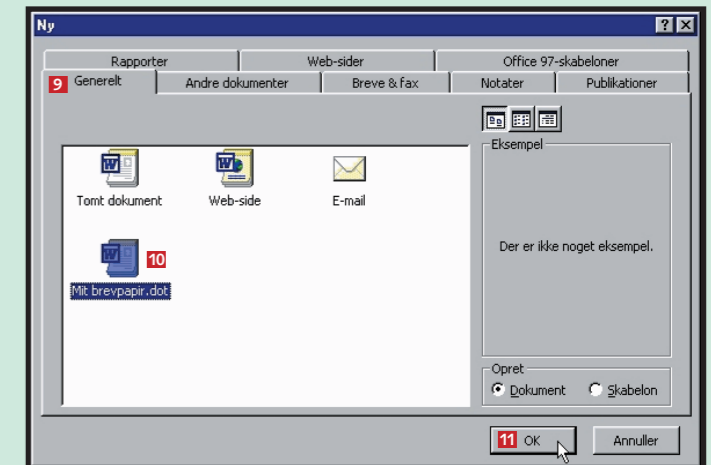 Ny
Rapporter Web-sider Office 97-skabeloner
9 Generelt Andre dokumenter Breve & fax Notater Publikationer
Eksempel
Tomt dokument Web-side E-mail
Der er ikke noget eksempel.
10
Mit brevpapir.dot
Opret
Dokument Skabelon
11 OK Annuller